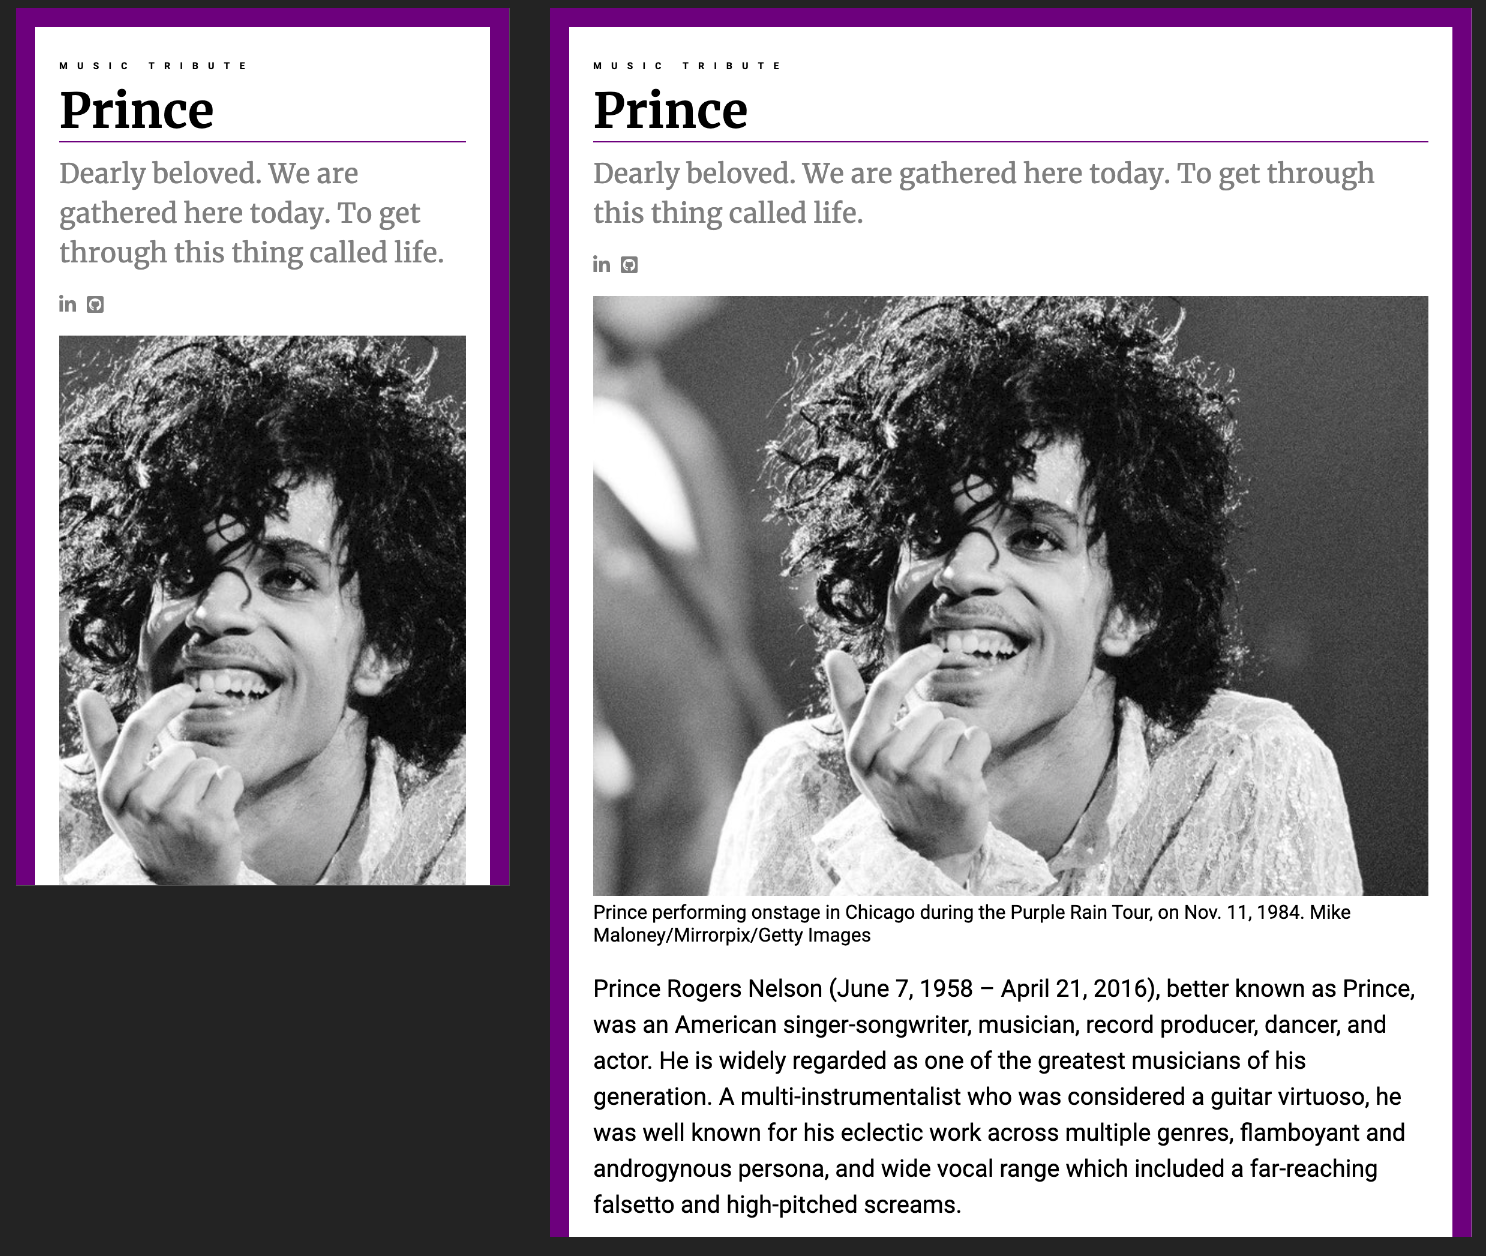 MUSIC TRIBUTE
Prince
Dearly beloved. We are
gathered here today. To get
through this thing called life.
in
MUSIC TRIBUTE
Prince
Dearly beloved. We are gathered here today. To get through
this thing called life.
in
Prince performing onstage in Chicago during the Purple Rain Tour, on Nov. 11, 1984. Mike
Maloney/Mirrorpix/Getty Images
Prince Rogers Nelson (June 7, 1958 – April 21, 2016), better known as Prince,
was an American singer-songwriter, musician, record producer, dancer, and
actor. He is widely regarded as one of the greatest musicians of his
generation. A multi-instrumentalist who was considered a guitar virtuoso, he
was well known for his eclectic work across multiple genres, flamboyant and
androgynous persona, and wide vocal range which included a far-reaching
falsetto and high-pitched screams.